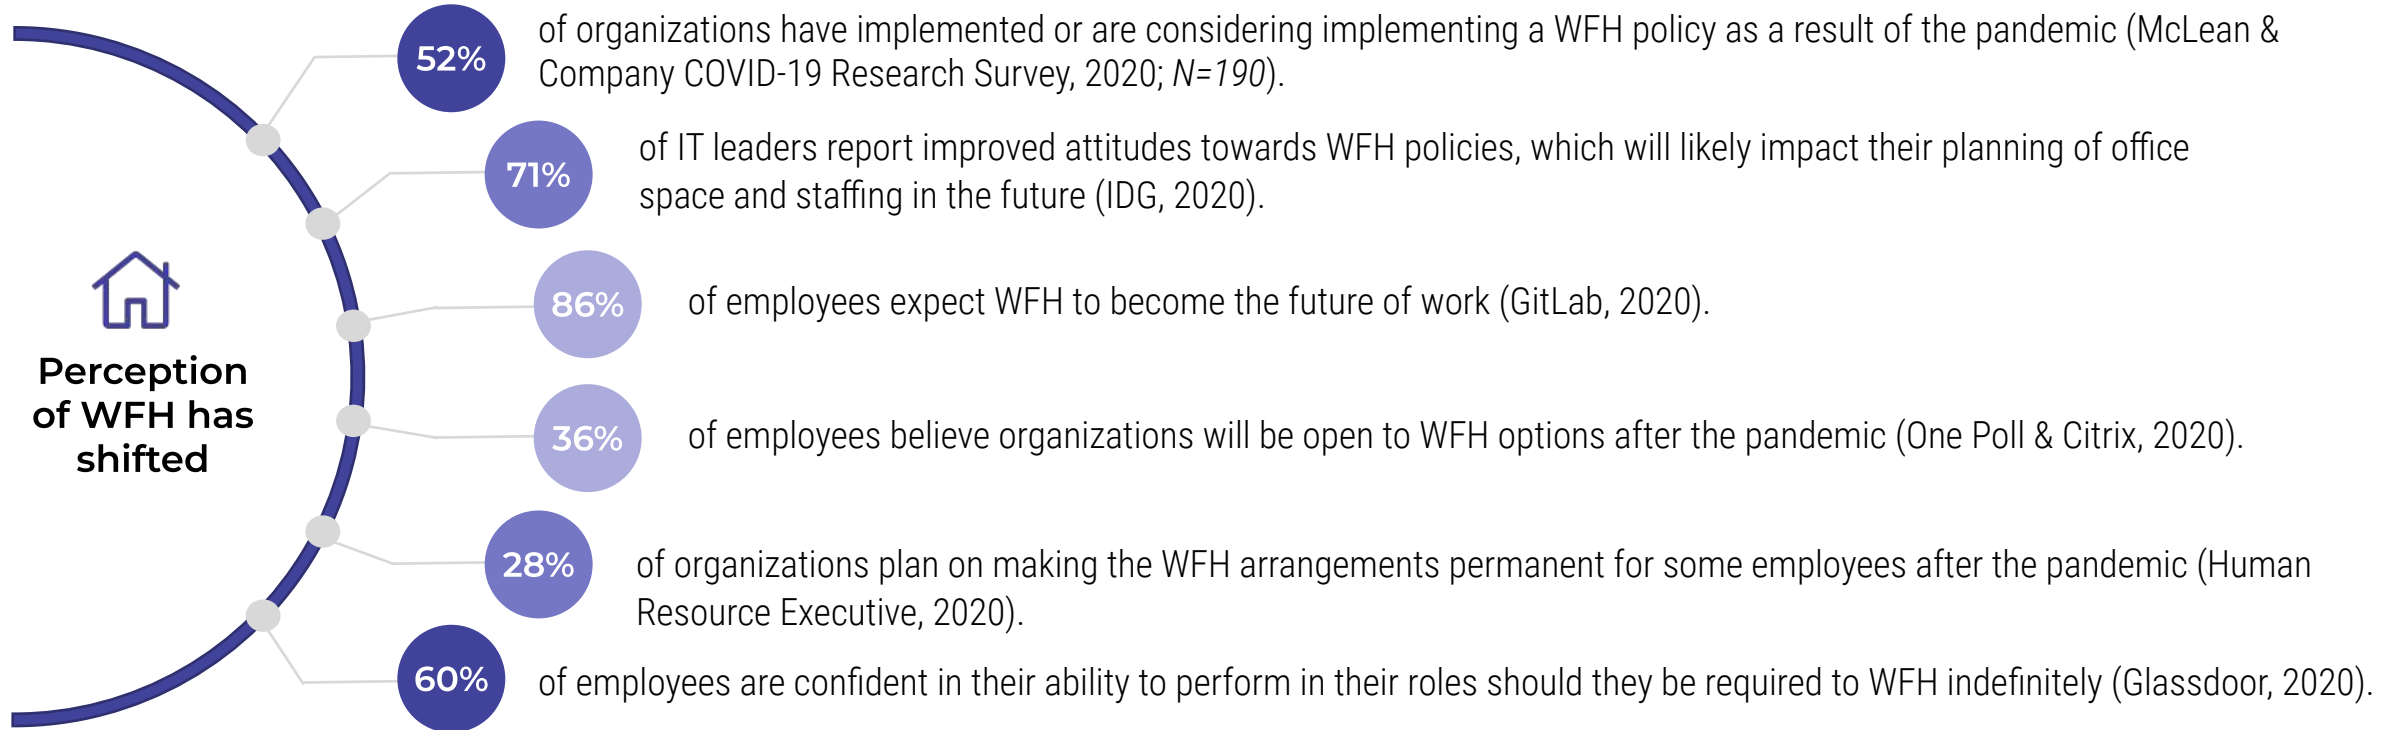 52%
of organizations have implemented or are considering implementing a WFH policy as a result of the pandemic (McLean &
Company COVID-19 Research Survey, 2020; N=190).
71%
of IT leaders report improved attitudes towards WFH policies, which will likely impact their planning of office
space and staffing in the future (IDG, 2020).
86%
of employees expect WFH to become the future of work (GitLab, 2020).
Perception
of WFH has
shifted
36%
of employees believe organizations will be open to WFH options after the pandemic (One Poll & Citrix, 2020).
28%
of organizations plan on making the WFH arrangements permanent for some employees after the pandemic (Human
Resource Executive, 2020).
60%
of employees are confident in their ability to perform in their roles should they be required to WFH indefinitely (Glassdoor, 2020).